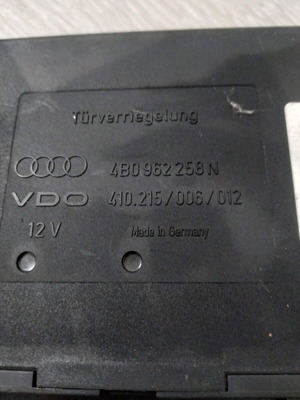 Türverriegelung
4B0 962 258 N
VDO 410.215/006/012
12 V Made in Germany